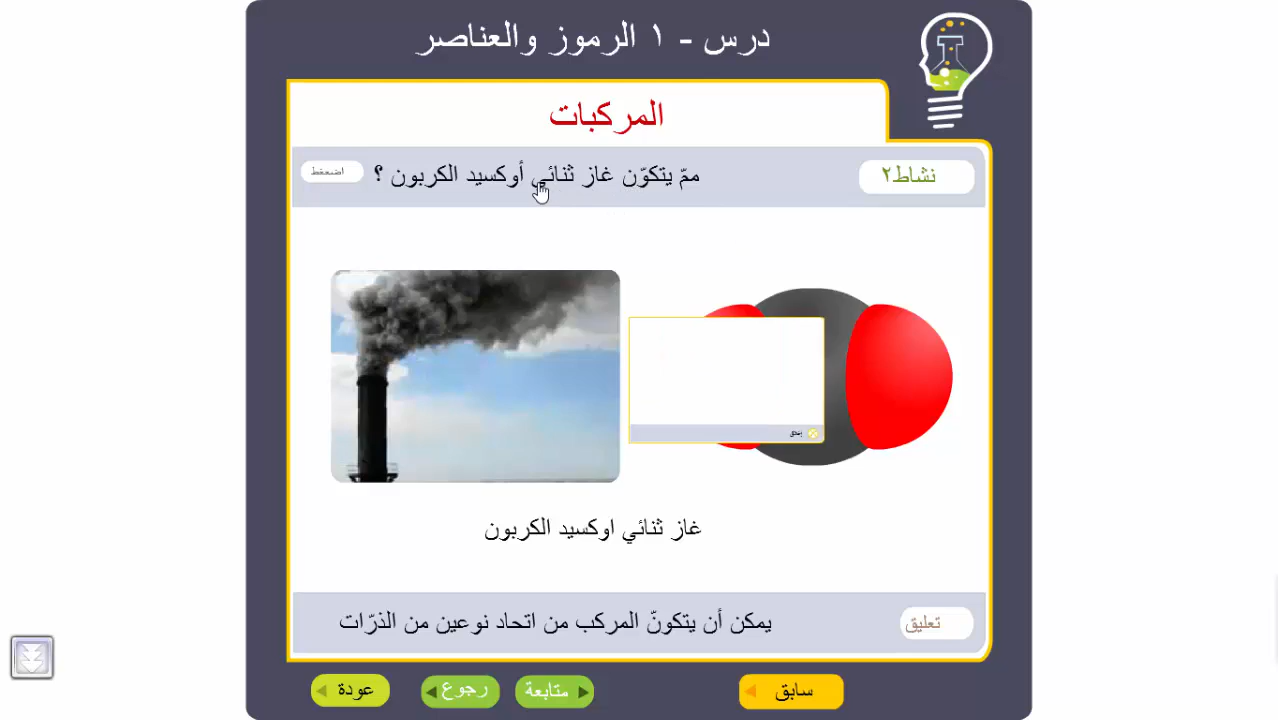 درس - ١ الرموز والعناصر
المركبات
نشاط٢
ممّ يتكوّن غاز ثنائي أوكسيد الكربون ؟
اضغط
إغلاق
غاز ثنائي اوكسيد الكربون
تعليق
يمكن أن يتكونّ المركب من اتحاد نوعين من الذرّات
سابق
متابعة
رجوع
عودة